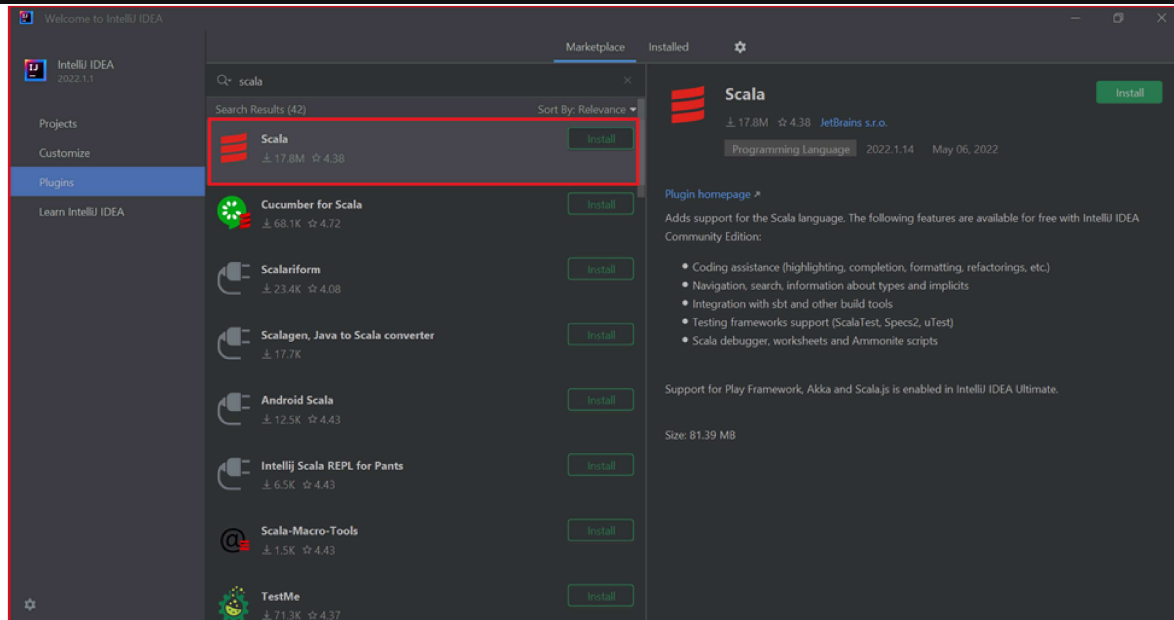 Welcome to IntelliJ IDEA
IntelliJ IDEA
2022.1.1
Projects
Customize
Plugins
Learn IntelliJ IDEA
Marketplace Installed
scala
Search Results (42) Sort By: Relevance
Scala Install
17.8M 4.38
Cucumber for Scala Install
68.1K 4.72
Scalariform Install
23.4K 4.08
Scalagen, Java to Scala converter Install
17.7K
Android Scala Install
12.5K 4.43
Intellij Scala REPL for Pants Install
6.5K 4.43
Scala-Macro-Tools Install
1.5K 4.43
TestMe Install
71.3K 4.37
Scala Install
17.8M 4.38 JetBrains s.r.o.
Programming Language 2022.1.14 May 06, 2022
Plugin homepage ↗
Adds support for the Scala language. The following features are available for free with IntelliJ IDEA
Community Edition:
• Coding assistance (highlighting, completion, formatting, refactorings, etc.)
• Navigation, search, information about types and implicits
• Integration with sbt and other build tools
• Testing frameworks support (ScalaTest, Specs2, uTest)
• Scala debugger, worksheets and Ammonite scripts
Support for Play Framework, Akka and Scala.js is enabled in IntelliJ IDEA Ultimate.
Size: 81.39 MB